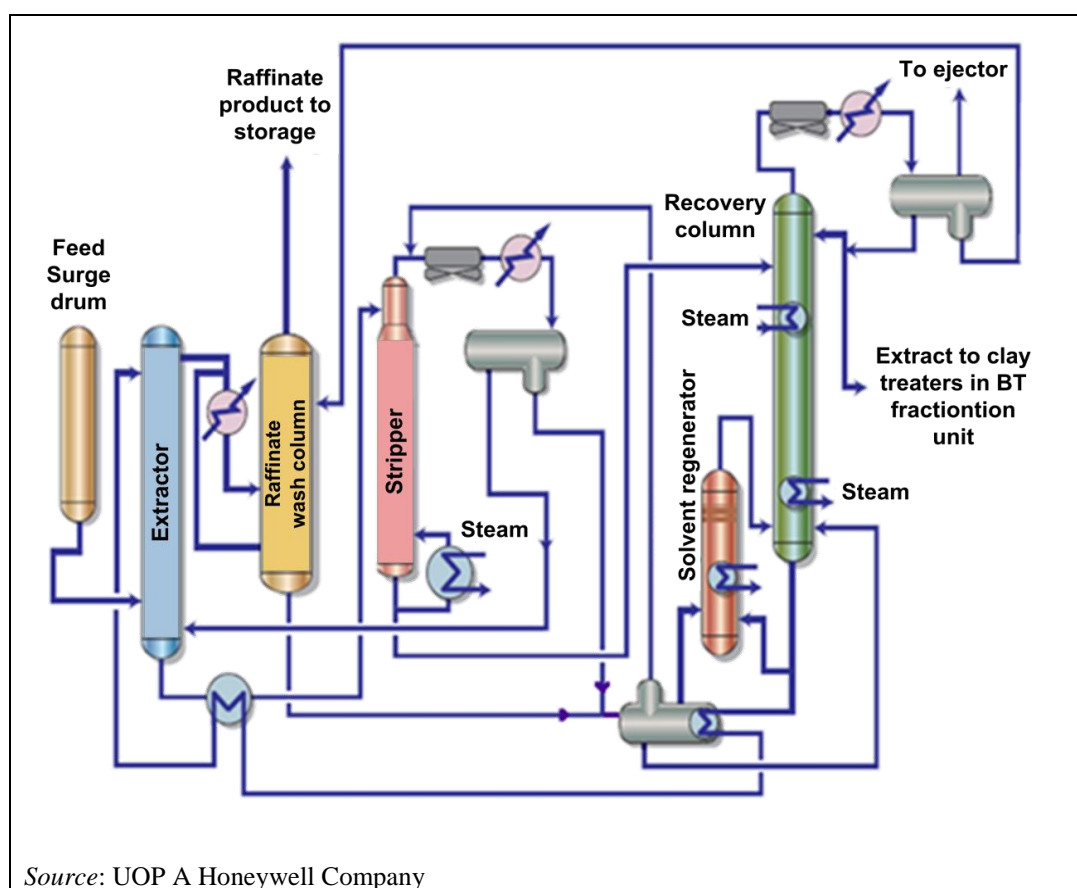 Raffinate
product to
storage
To ejector
Recovery
column
Feed
Surge
drum
Steam
Extract to clay
treaters in BT
fractiontion
unit
Extractor
Raffinate
wash column
Stripper
Steam
Solvent regenerator
Steam
Source: UOP A Honeywell Company